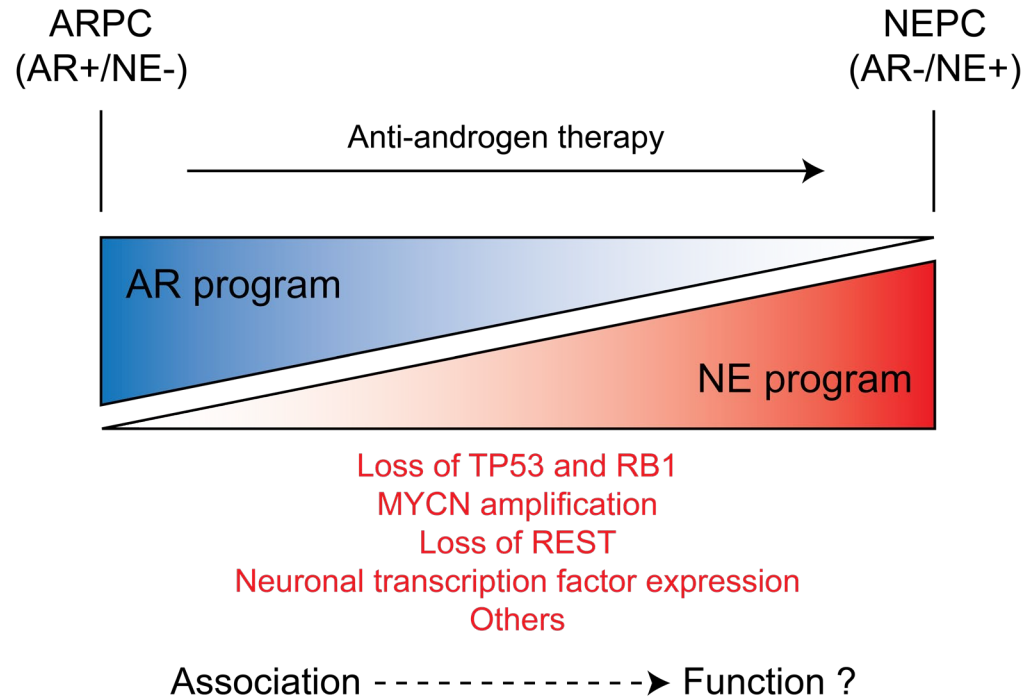 ARPC
(AR+/NE-)
NEPC
(AR-/NE+)
Anti-androgen therapy
AR program
NE program
Loss of TP53 and RB1
MYCN amplification
Loss of REST
Neuronal transcription factor expression
Others
Association
Function ?